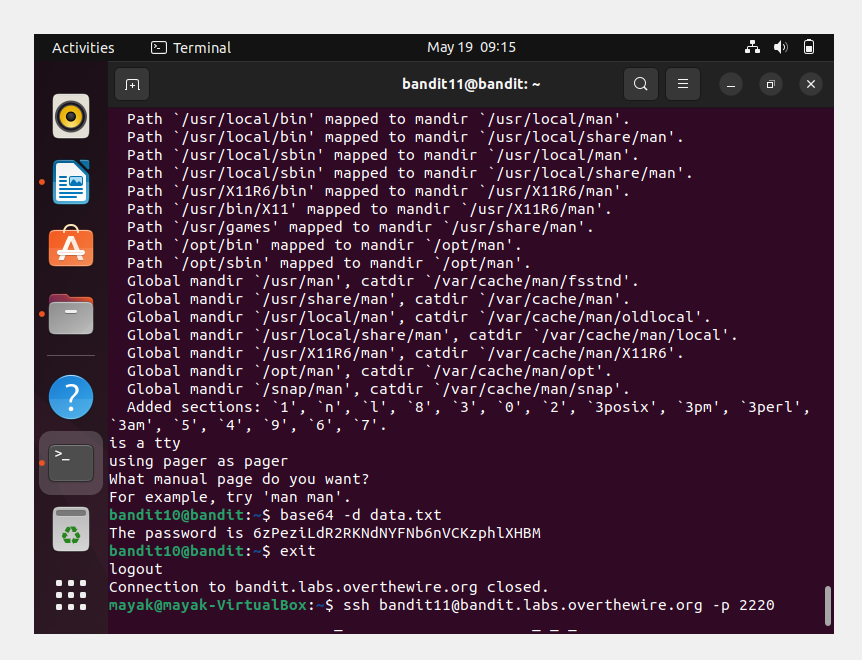 Activities
Terminal
May 19 09:15
bandit11@bandit: ~
Path `/usr/local/bin' mapped to mandir `/usr/local/man'.
Path `/usr/local/bin' mapped to mandir `/usr/local/share/man'.
Path `/usr/local/sbin' mapped to mandir `/usr/local/man'.
Path `/usr/local/sbin' mapped to mandir `/usr/local/share/man'.
Path `/usr/X11R6/bin' mapped to mandir `/usr/X11R6/man'.
Path `/usr/bin/X11' mapped to mandir `/usr/X11R6/man'.
Path `/usr/games' mapped to mandir `/usr/share/man'.
Path `/opt/bin' mapped to mandir `/opt/man'.
Path `/opt/sbin' mapped to mandir `/opt/man'.
Global mandir `/usr/man', catdir `/var/cache/man/fsstnd'.
Global mandir `/usr/share/man', catdir `/var/cache/man'.
Global mandir `/usr/local/man', catdir `/var/cache/man/oldlocal'.
Global mandir `/usr/local/share/man', catdir `/var/cache/man/local'.
Global mandir `/usr/X11R6/man', catdir `/var/cache/man/X11R6'.
Global mandir `/opt/man', catdir `/var/cache/man/opt'.
Global mandir `/snap/man', catdir `/var/cache/man/snap'.
Added sections: `1', `n', `l', `8', `3', `0', `2', `3posix', `3pm', `3perl',
`3am', `5', `4', `9', `6', `7'.
is a tty
using pager as pager
What manual page do you want?
For example, try 'man man'.
bandit10@bandit:~$ base64 -d data.txt
The password is 6zPeziLdR2RKNdNYFNb6nVCKzphlXHBM
bandit10@bandit:~$ exit
logout
Connection to bandit.labs.overthewire.org closed.
mayak@mayak-VirtualBox:~$ ssh bandit11@bandit.labs.overthewire.org -p 2220